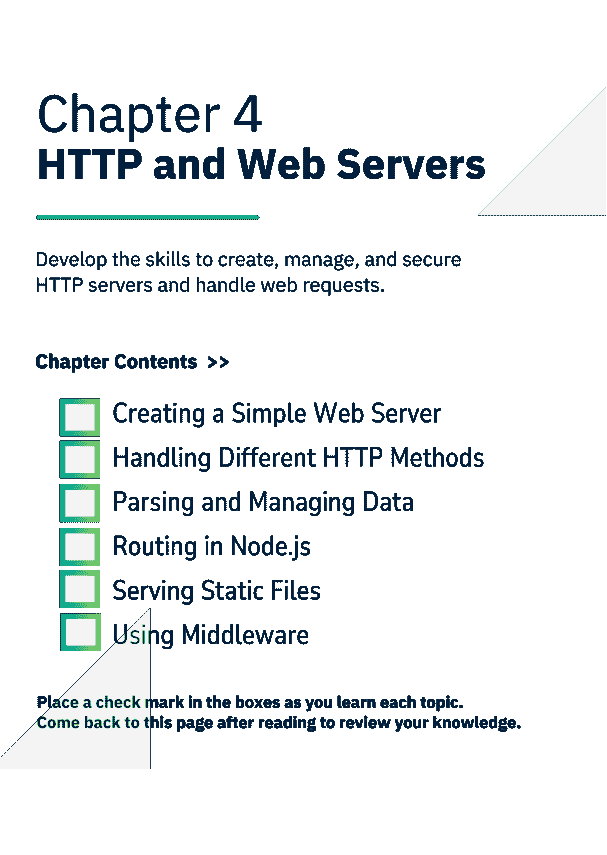 Chapter 4
HTTP and Web Servers
Develop the skills to create, manage, and secure
HTTP servers and handle web requests.
Chapter Contents >>
Creating a Simple Web Server
Handling Different HTTP Methods
Parsing and Managing Data
Routing in Node.js
Serving Static Files
Using Middleware
Place a check mark in the boxes as you learn each topic.
Come back to this page after reading to review your knowledge.